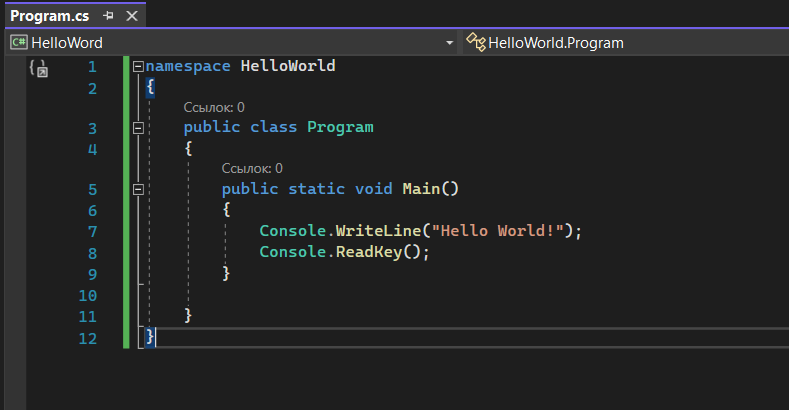 Program.cs
HelloWord HelloWorld.Program
1 namespace HelloWorld
2 {
Ссылок: 0
3 public class Program
4 {
Ссылок: 0
5 public static void Main()
6 {
7 Console.WriteLine("Hello World!");
8 Console.ReadKey();
9 }
10
11 }
12 }